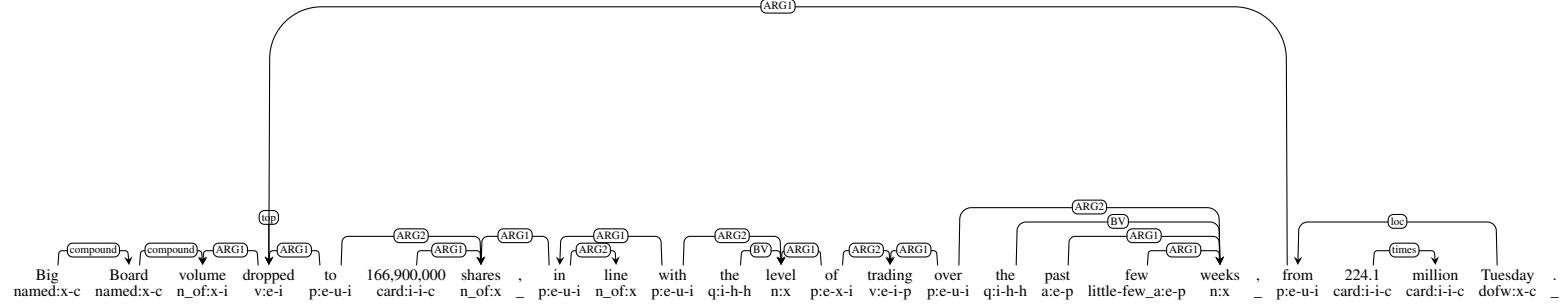 ARG1
top
ARG2
BV
ARG2 ARG1 ARG1 ARG2 ARG1 loc
compound compound ARG1 ARG1 ARG1 ARG2 BV ARG1 ARG2 ARG1 ARG1 times
Big Board volume dropped to 166,900,000 shares , in line with the level of trading over the past few weeks , from 224.1 million Tuesday .
named:x-c named:x-c n_of:x-i v:e-i p:e-u-i card:i-i-c n_of:x _ p:e-u-i n_of:x p:e-u-i q:i-h-h n:x p:e-x-i v:e-i-p p:e-u-i q:i-h-h a:e-p little-few_a:e-p n:x _ p:e-u-i card:i-i-c card:i-i-c dofw:x-c _